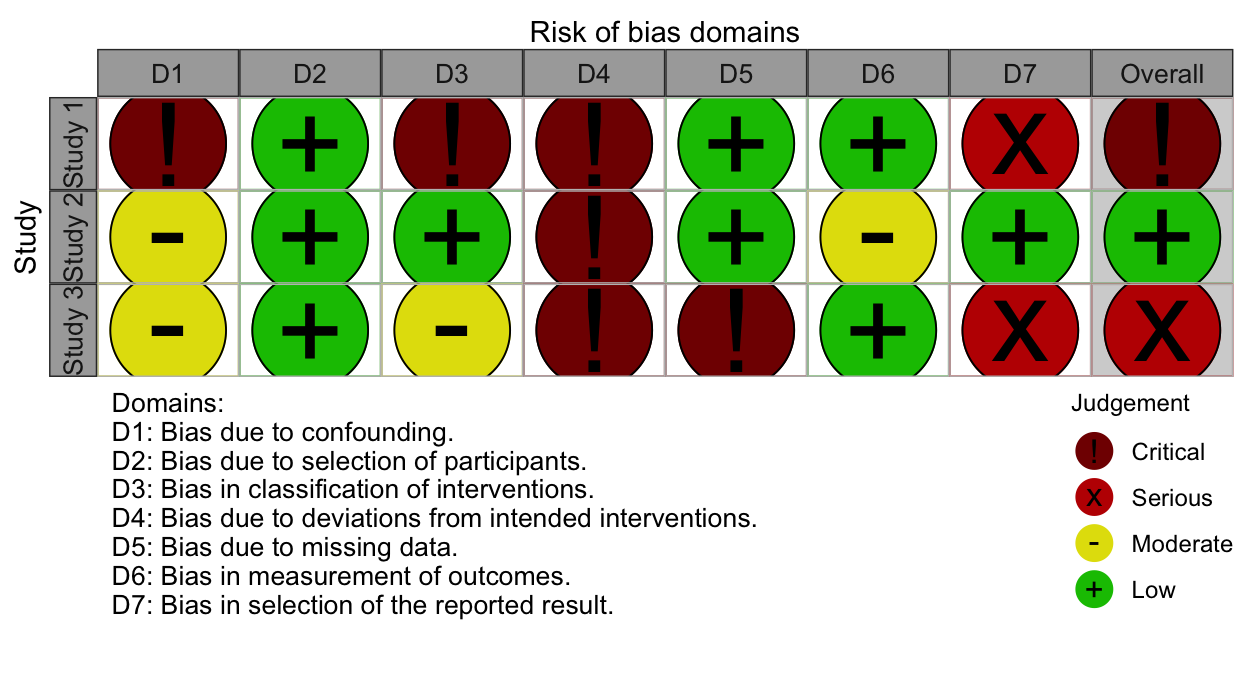 Risk of bias domains
D1 D2 D3 D4 D5 D6 D7 Overall
Study
Study 1 ! + ! ! + + X !
Study 2 - + + ! + - + +
Study 3 - + - ! ! + X X
Domains:
D1: Bias due to confounding.
D2: Bias due to selection of participants.
D3: Bias in classification of interventions.
D4: Bias due to deviations from intended interventions.
D5: Bias due to missing data.
D6: Bias in measurement of outcomes.
D7: Bias in selection of the reported result.
Judgement
! Critical
X Serious
- Moderate
+ Low